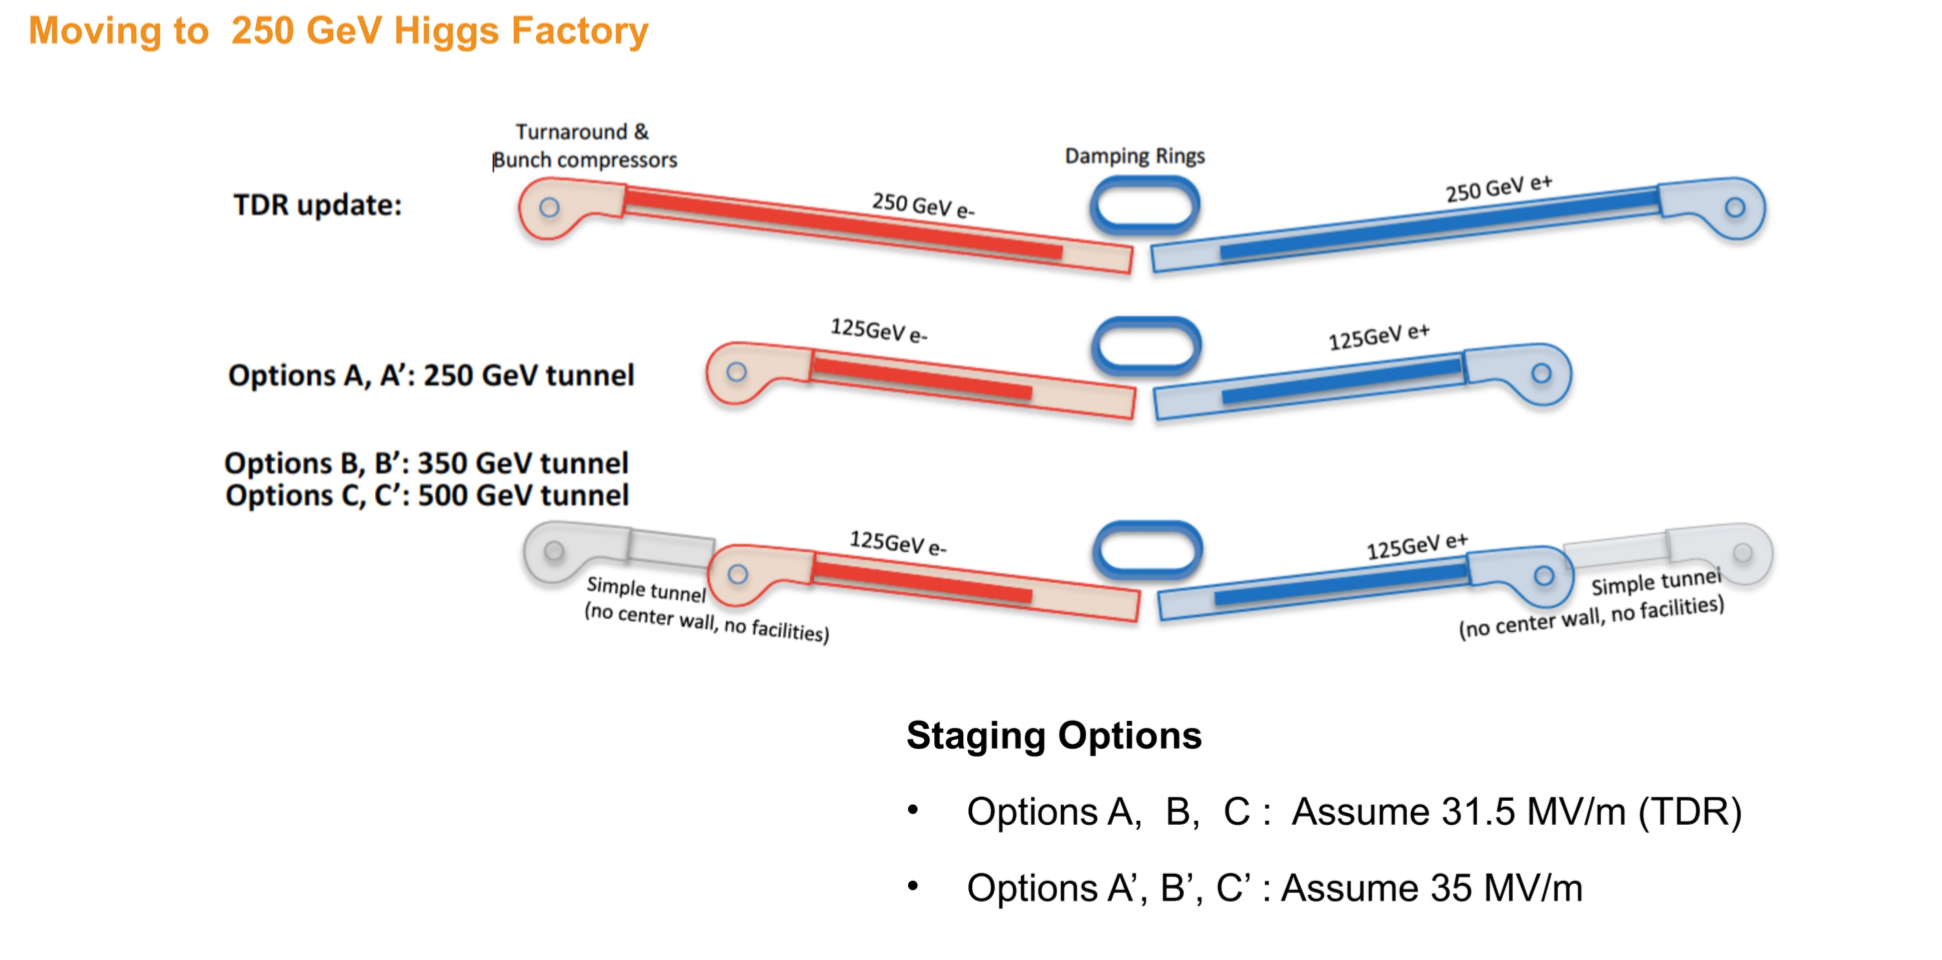 Moving to 250 GeV Higgs Factory
Turnaround &
Bunch compressors
Damping Rings
TDR update:
250 GeV e-
250 GeV e+
125GeV e-
125GeV e+
Options A, A’: 250 GeV tunnel
Options B, B’: 350 GeV tunnel
Options C, C’: 500 GeV tunnel
125GeV e-
125GeV e+
Simple tunnel
(no center wall, no facilities)
Simple tunnel
(no center wall, no facilities)
Staging Options
• Options A, B, C : Assume 31.5 MV/m (TDR)
• Options A’, B’, C’ : Assume 35 MV/m